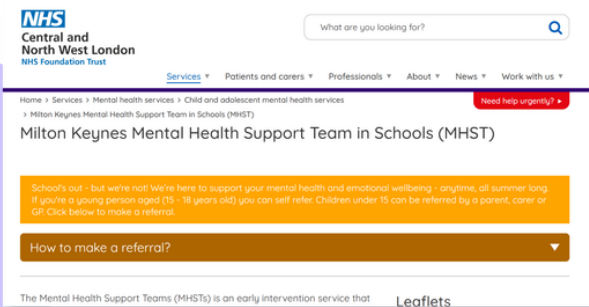 NHS
Central and
North West London
NHS Foundation Trust
What are you looking for?
Services ▼ Patients and carers ▼ Professionals ▼ About ▼ News ▼ Work with us ▼
Home > Services > Mental health services > Child and adolescent mental health services
> Milton Keynes Mental Health Support Team in Schools (MHST)
Need help urgently? ►
Milton Keynes Mental Health Support Team in Schools (MHST)
School's out - but we're not! We're here to support your mental health and emotional wellbeing - anytime, all summer long.
If you're a young person aged (15 - 18 years old) you can self refer. Children under 15 can be referred by a parent, carer or
GP. Click below to make a referral.
How to make a referral?
The Mental Health Support Teams (MHSTs) is an early intervention service that
Leaflets